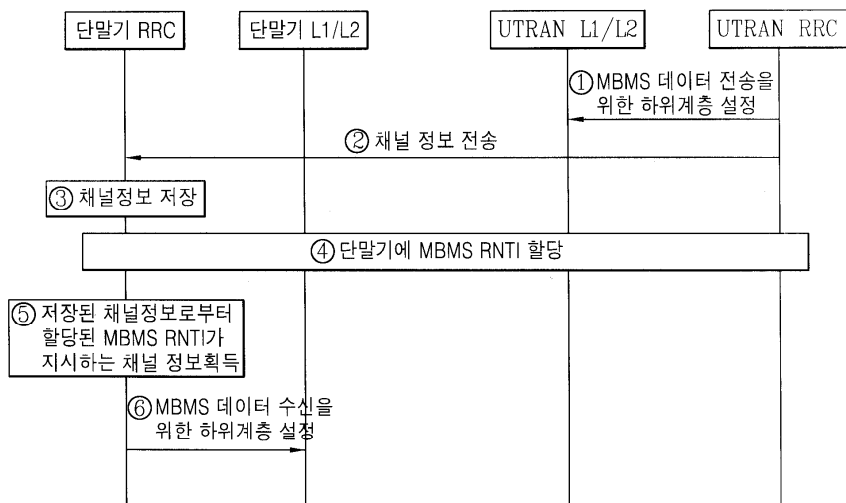 단말기 RRC
단말기 L1/L2
UTRAN L1/L2
UTRAN RRC
① MBMS 데이터 전송을
위한 하위계층 설정
② 채널 정보 전송
③ 채널정보 저장
④ 단말기에 MBMS RNTI 할당
⑤ 저장된 채널정보로부터
할당된 MBMS RNTI가
지시하는 채널 정보획득
⑥ MBMS 데이터 수신을
위한 하위계층 설정